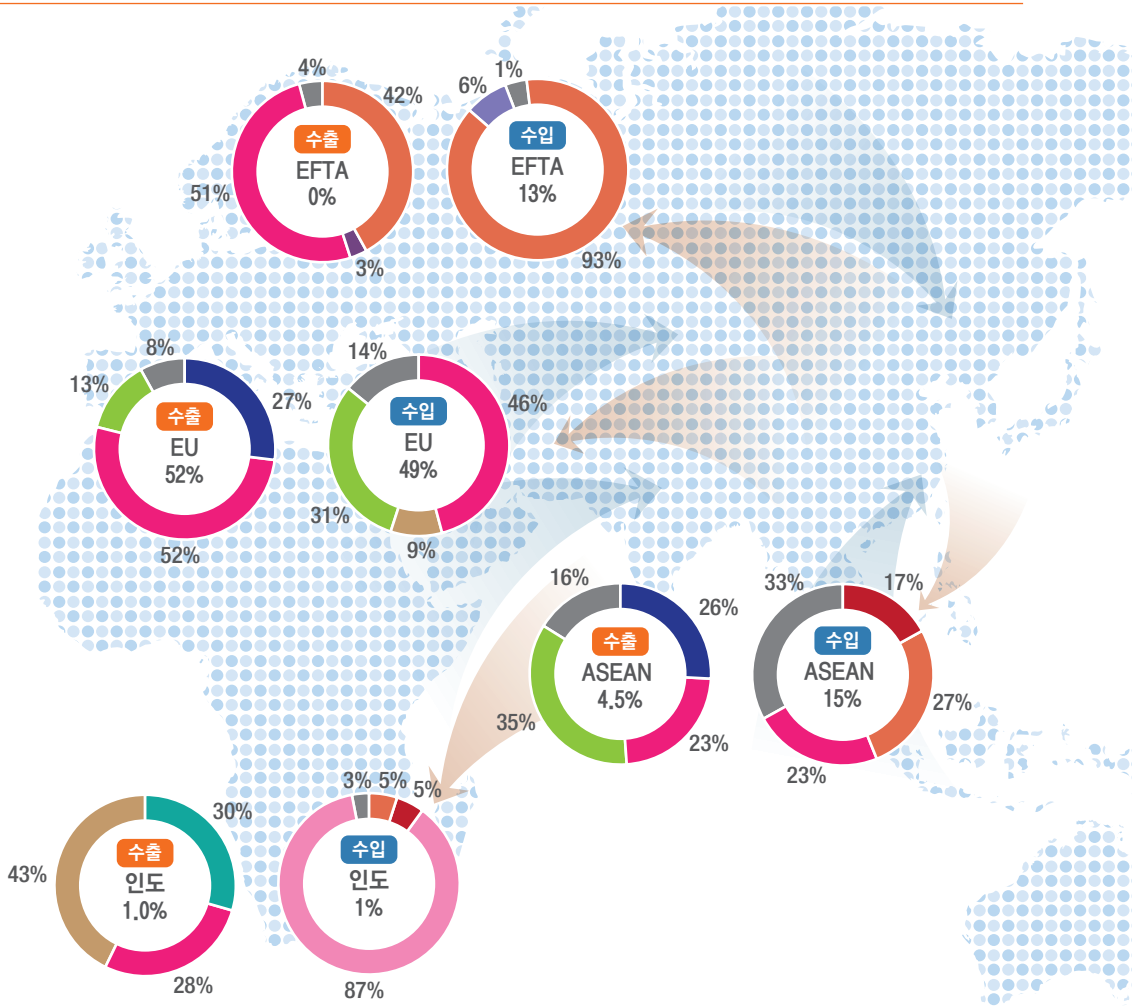 4%
42%
수출
EFTA
0%
51%
3%
6%
1%
수입
EFTA
13%
93%
8%
13%
27%
수출
EU
52%
52%
14%
46%
수입
EU
49%
31%
9%
16%
26%
수출
ASEAN
4.5%
35%
23%
33%
17%
수입
ASEAN
15%
27%
23%
30%
수출
인도
1.0%
43%
28%
3%
5%
5%
수입
인도
1%
87%